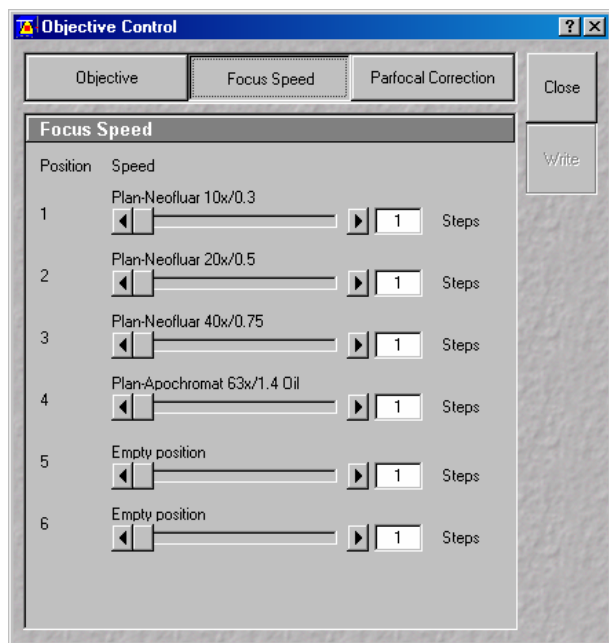 Objective Control
Objective Focus Speed Parfocal Correction Close
Write
Focus Speed
Position Speed
Plan-Neofluar 10x/0.3
1 1 Steps
Plan-Neofluar 20x/0.5
2 1 Steps
Plan-Neofluar 40x/0.75
3 1 Steps
Plan-Apochromat 63x/1.4 Oil
4 1 Steps
Empty position
5 1 Steps
Empty position
6 1 Steps